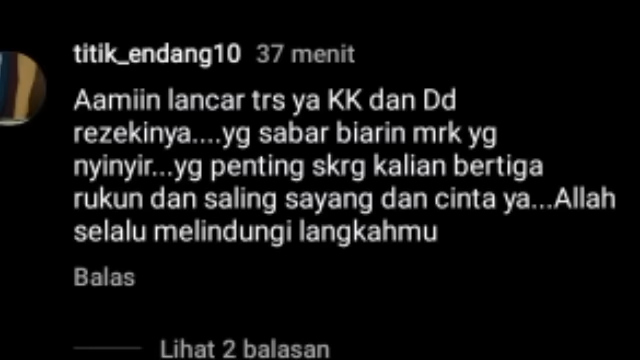 titik_endang10 37 menit
Aamiin lancar trs ya KK dan Dd
rezekinya....yg sabar biarin mrk yg
nyinyir...yg penting skrg kalian bertiga
rukun dan saling sayang dan cinta ya...Allah
selalu melindungi langkahmu
Balas
Lihat 2 balasan